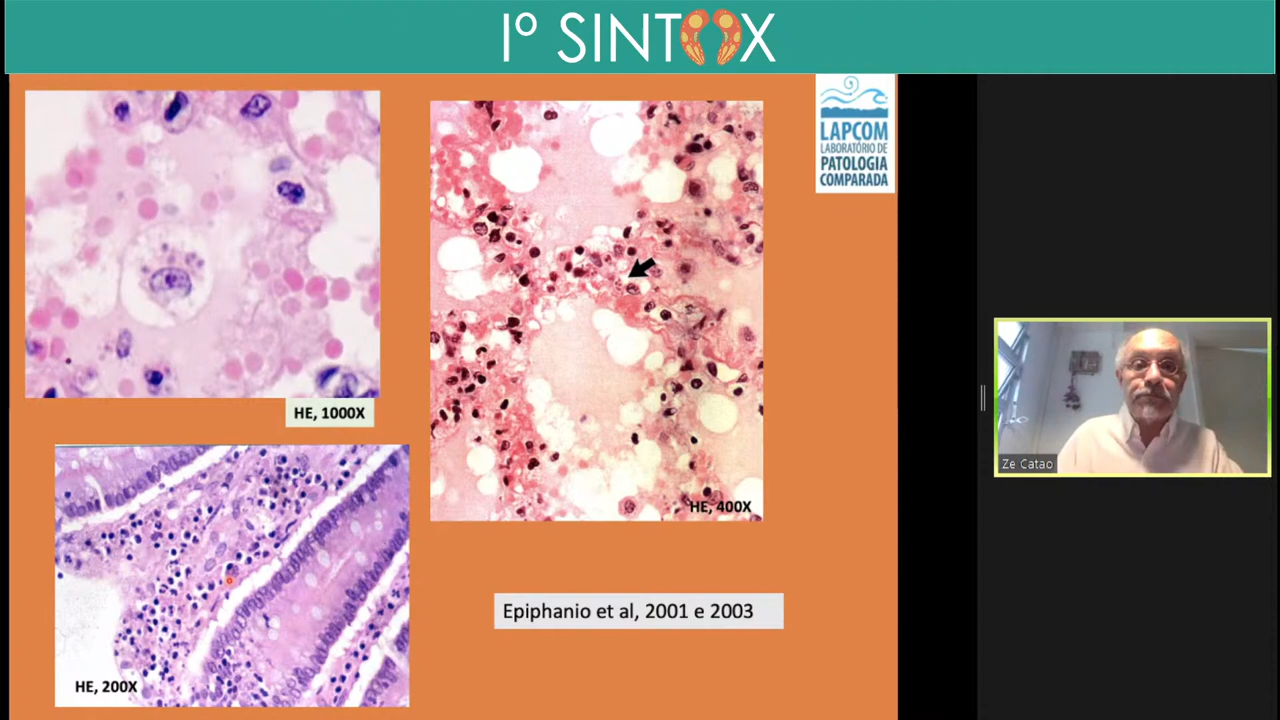 Iº SINTOX
LAPCOM
LABORATÓRIO DE
PATOLOGIA
COMPARADA
HE, 1000X
HE, 400X
HE, 200X
Epiphanio et al, 2001 e 2003
Ze Catao